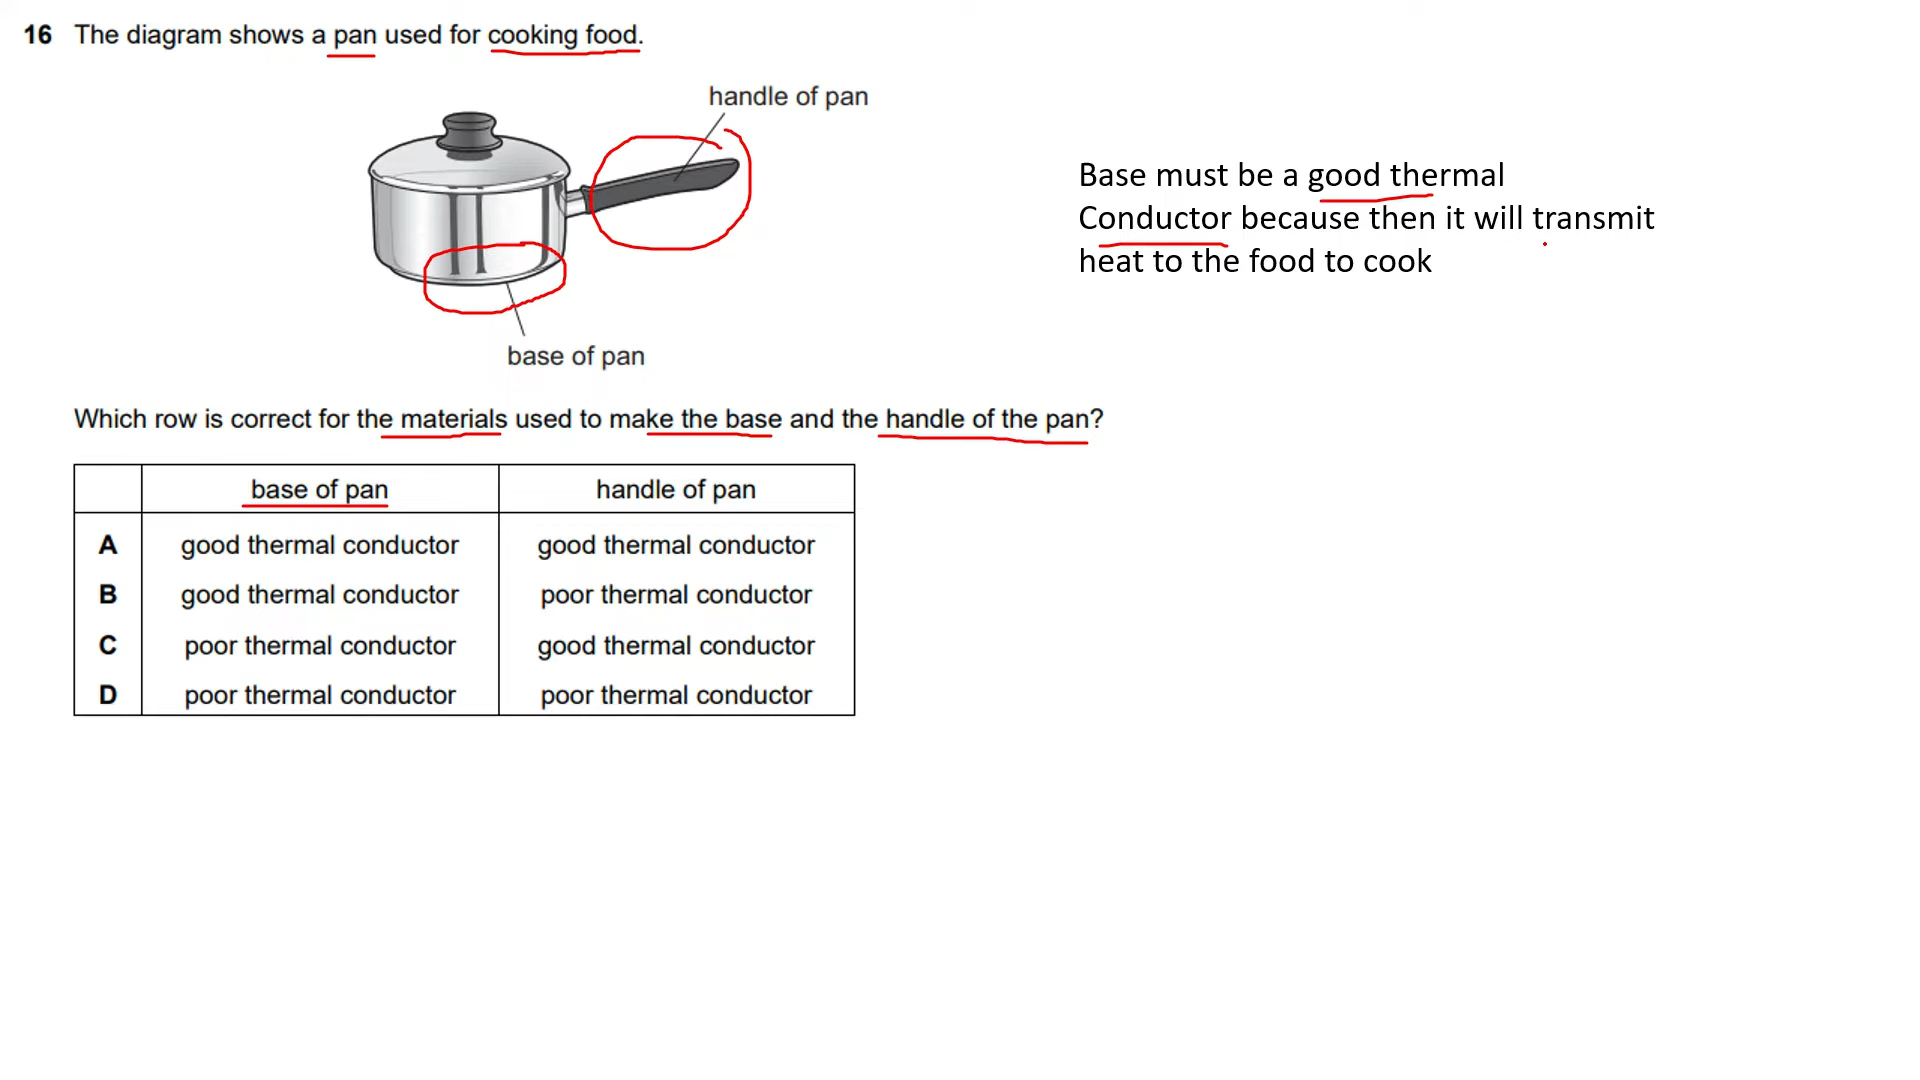 16 The diagram shows a pan used for cooking food.
handle of pan
base of pan
Base must be a good thermal
Conductor because then it will transmit
heat to the food to cook
Which row is correct for the materials used to make the base and the handle of the pan?
base of pan handle of pan
A good thermal conductor good thermal conductor
B good thermal conductor poor thermal conductor
C poor thermal conductor good thermal conductor
D poor thermal conductor poor thermal conductor